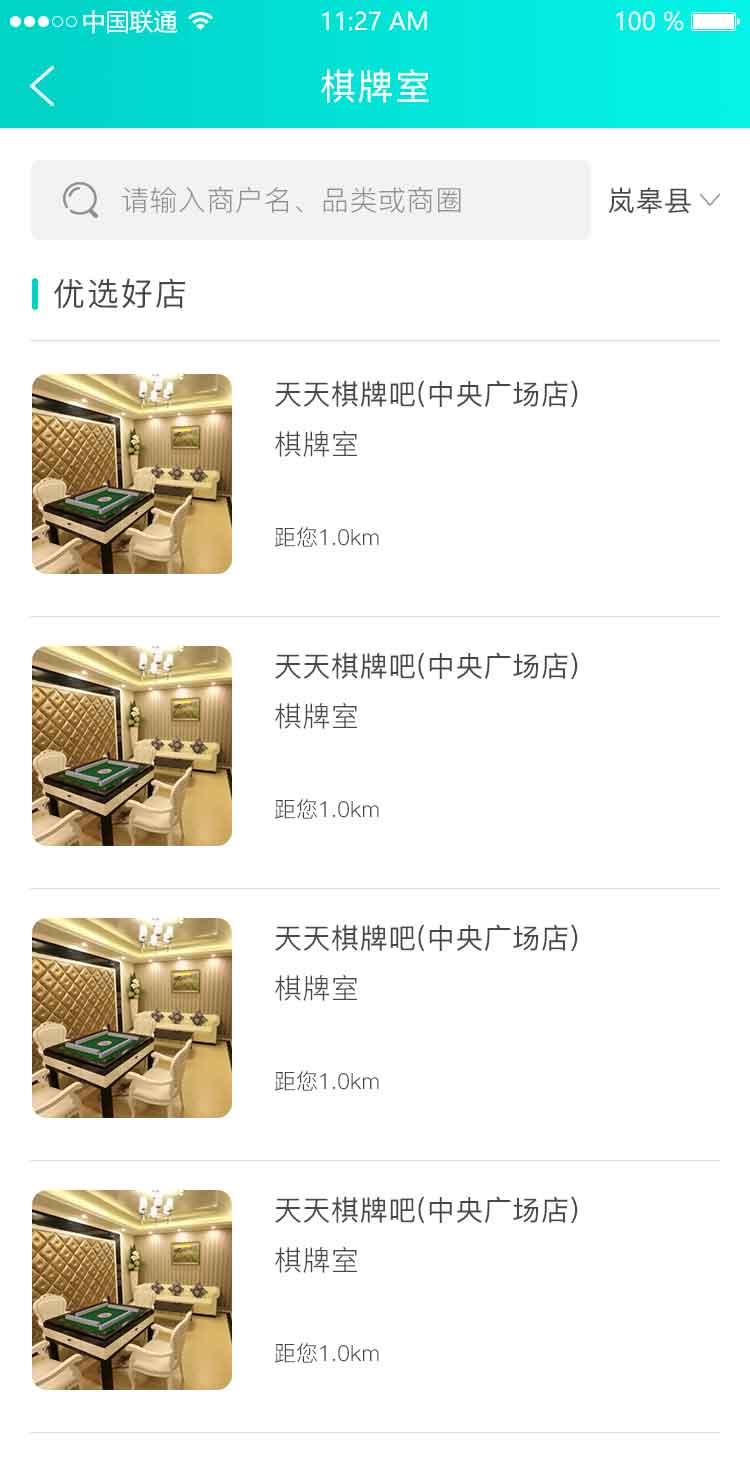 中国联通 11:27 AM 100 %
棋牌室
请输入商户名、品类或商圈 岚皋县
优选好店
天天棋牌吧(中央广场店)
棋牌室
距您1.0km
天天棋牌吧(中央广场店)
棋牌室
距您1.0km
天天棋牌吧(中央广场店)
棋牌室
距您1.0km
天天棋牌吧(中央广场店)
棋牌室
距您1.0km